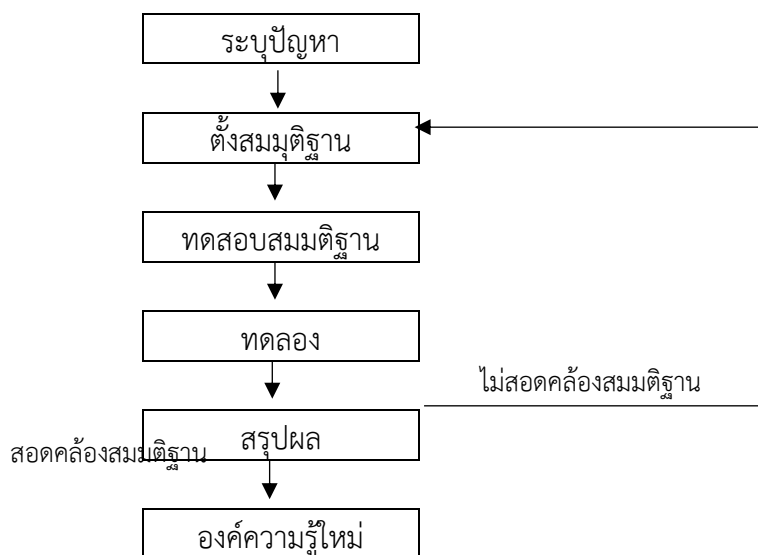 ระบุปัญหา
ตั้งสมมุติฐาน
ทดสอบสมมติฐาน
ทดลอง
ไม่สอดคล้องสมมติฐาน
สรุปผล
สอดคล้องสมมติฐาน
องค์ความรู้ใหม่